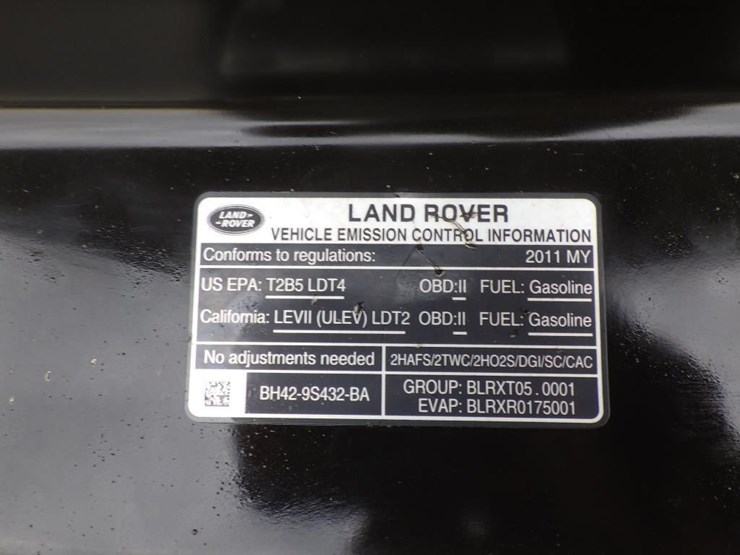 LAND-
-ROVER
LAND ROVER
VEHICLE EMISSION CONTROL INFORMATION
Conforms to regulations: 2011 MY
US EPA: T2B5 LDT4 OBD:II FUEL: Gasoline
California: LEVII (ULEV) LDT2 OBD:II FUEL: Gasoline
No adjustments needed 2HAFS/2TWC/2HO2S/DGI/SC/CAC
BH42-9S432-BA
GROUP: BLRXT05.0001
EVAP: BLRXR0175001